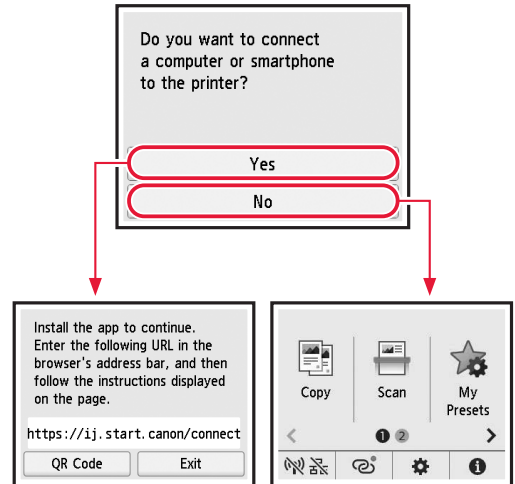 Do you want to connect
a computer or smartphone
to the printer?
Yes
No
Install the app to continue.
Enter the following URL in the
browser's address bar, and then
follow the instructions displayed
on the page.
https://ij.start.canon/connect
QR Code Exit
Copy Scan My
Presets
1 2